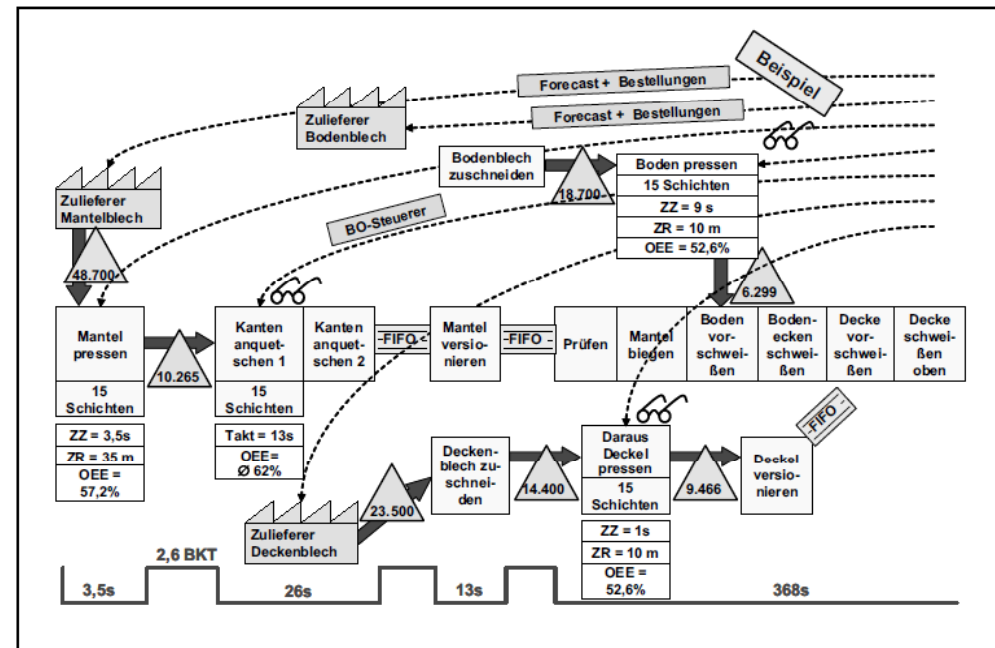 Beispiel
Forecast + Bestellungen
Forecast + Bestellungen
Zulieferer
Bodenblech
Bodenblech
zuschneiden
18.700
Boden pressen
15 Schichten
ZZ = 9 s
ZR = 10 m
OEE = 52,6%
Zulieferer
Mantelblech
BO-Steuerer
48.700
6.299
Mantel
pressen
15
Schichten
ZZ = 3,5s
ZR = 35 m
OEE =
57,2%
10.265
Kanten
anquet-
schen 1
15
Schichten
Takt = 13s
OEE=
Ø 62%
Kanten
anquet-
schen 2
-FIFO-
Mantel
versio-
nieren
-FIFO -
Prüfen
Mantel
biegen
Boden
vor-
schwei-
ßen
Boden-
ecken
schwei-
ßen
Decke
vor-
schwei-
ßen
Decke
schwei-
ßen
oben
-FIFO -
Zulieferer
Deckenblech
23.500
Decken-
blech zu-
schnei-
den
14.400
Daraus
Deckel
pressen
15
Schichten
ZZ = 1s
ZR = 10 m
OEE =
52,6%
9.466
Deckel
versio-
nieren
2,6 BKT
3,5s
26s
13s
368s